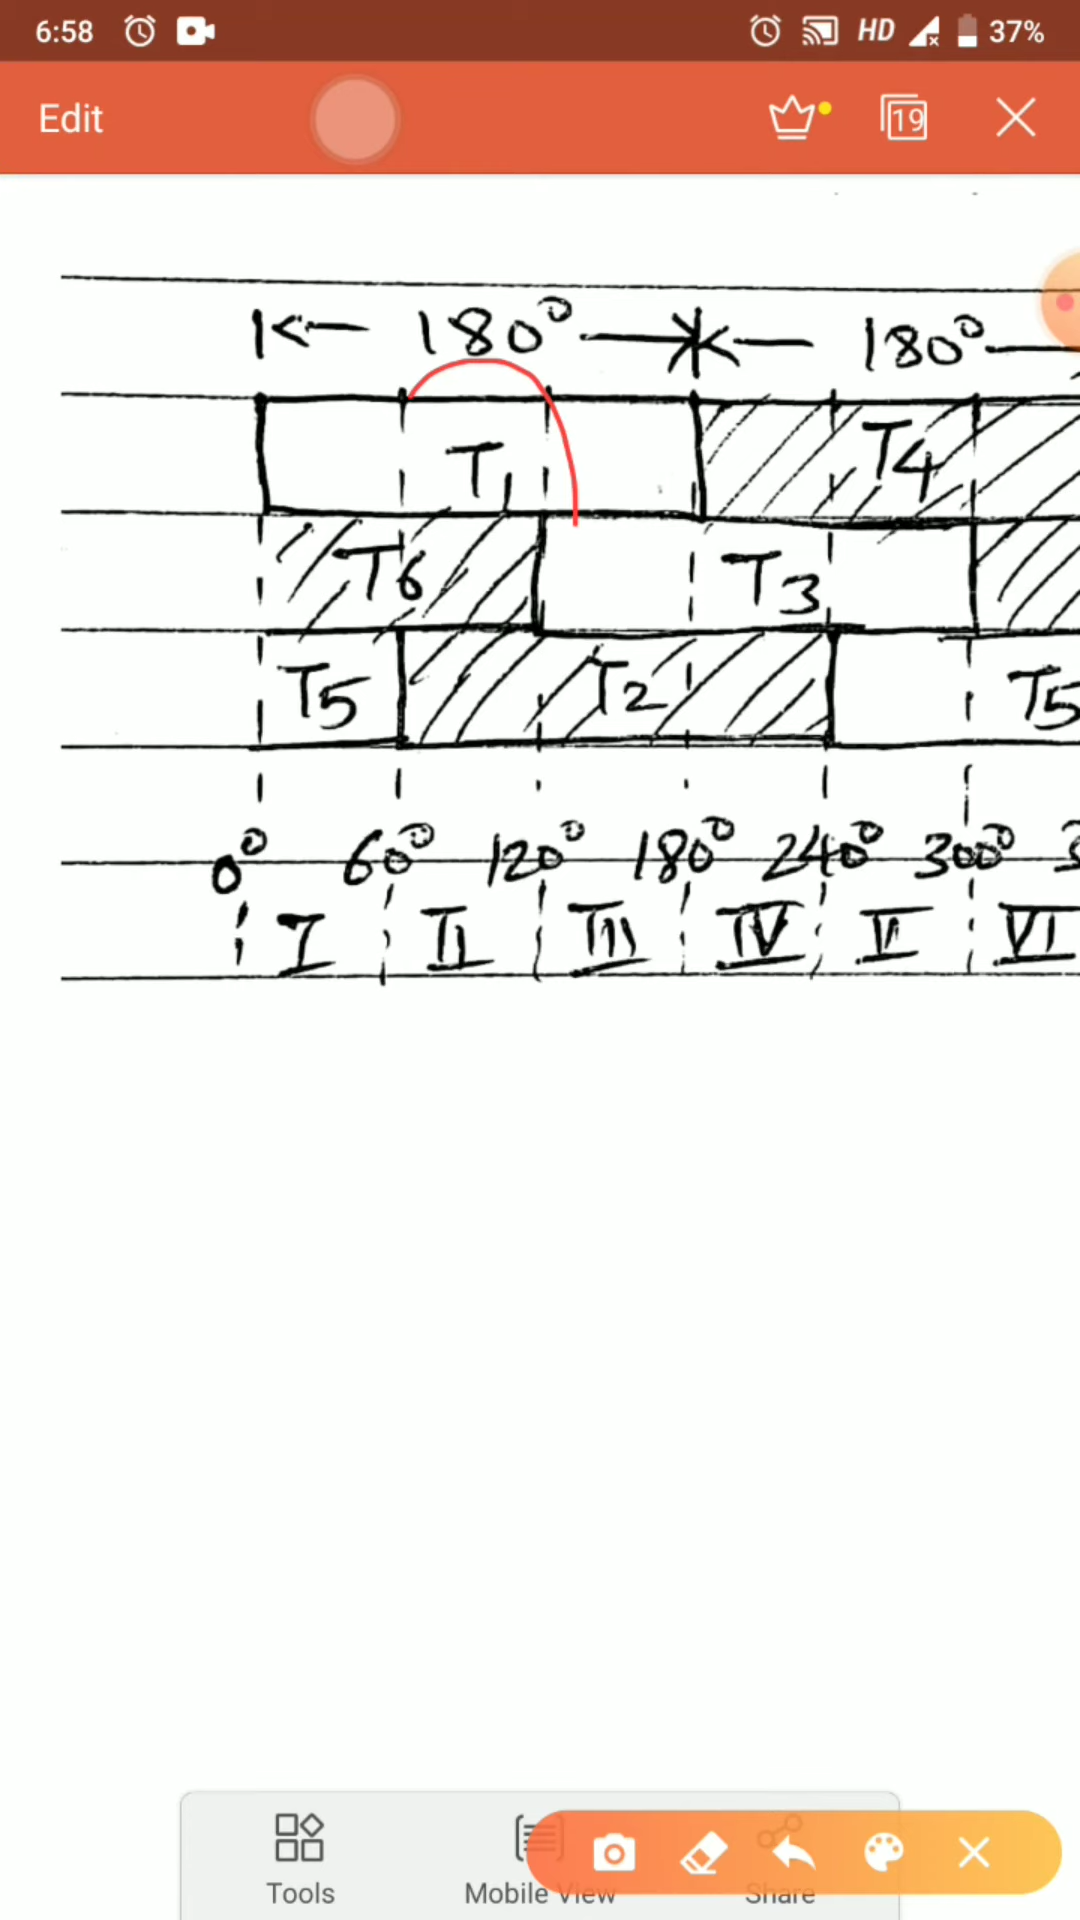 6:58 HD 37%
Edit 19
180° 180°
T1 T4
T6 T3
T5 T2 T5
0° 60° 120° 180° 240° 300° 3
I II III IV V VI
Tools Mobile View Share